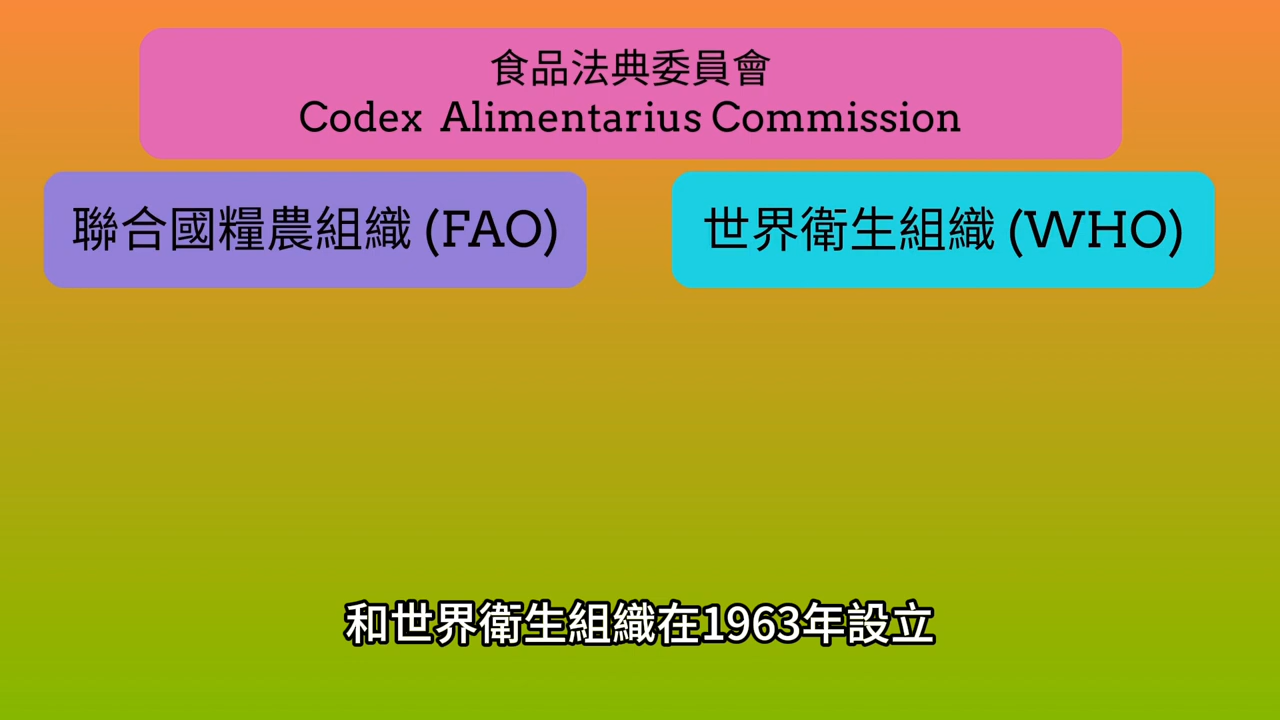 食品法典委員會
Codex Alimentarius Commission
聯合國糧農組織 (FAO)
世界衛生組織 (WHO)
和世界衛生組織在1963年設立